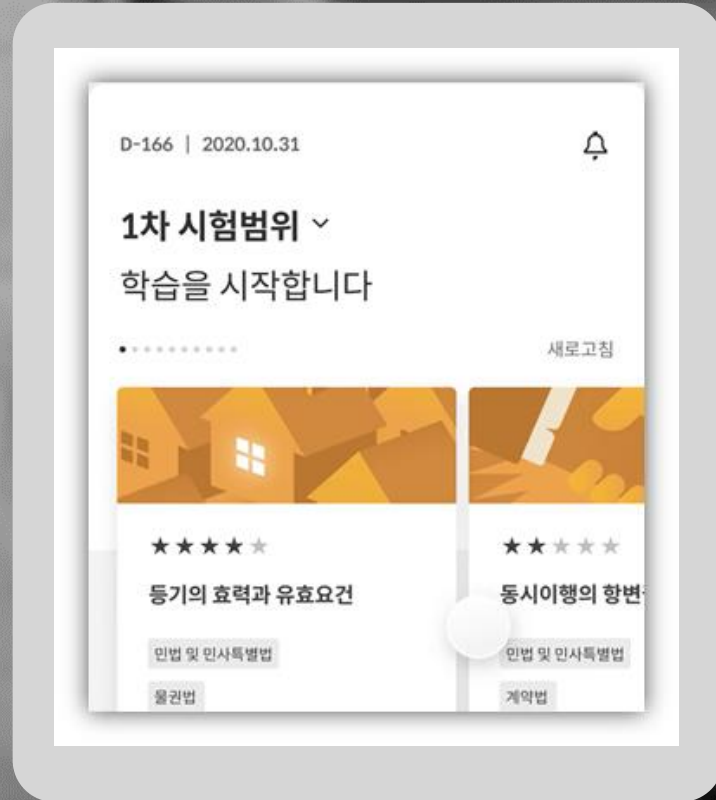 D-166 | 2020.10.31
1차 시험범위
학습을 시작합니다
새로고침
★★★★★
등기의 효력과 유효요건
민법 및 민사특별법
물권법
★★★★★
동시이행의 항변
민법 및 민사특별법
계약법